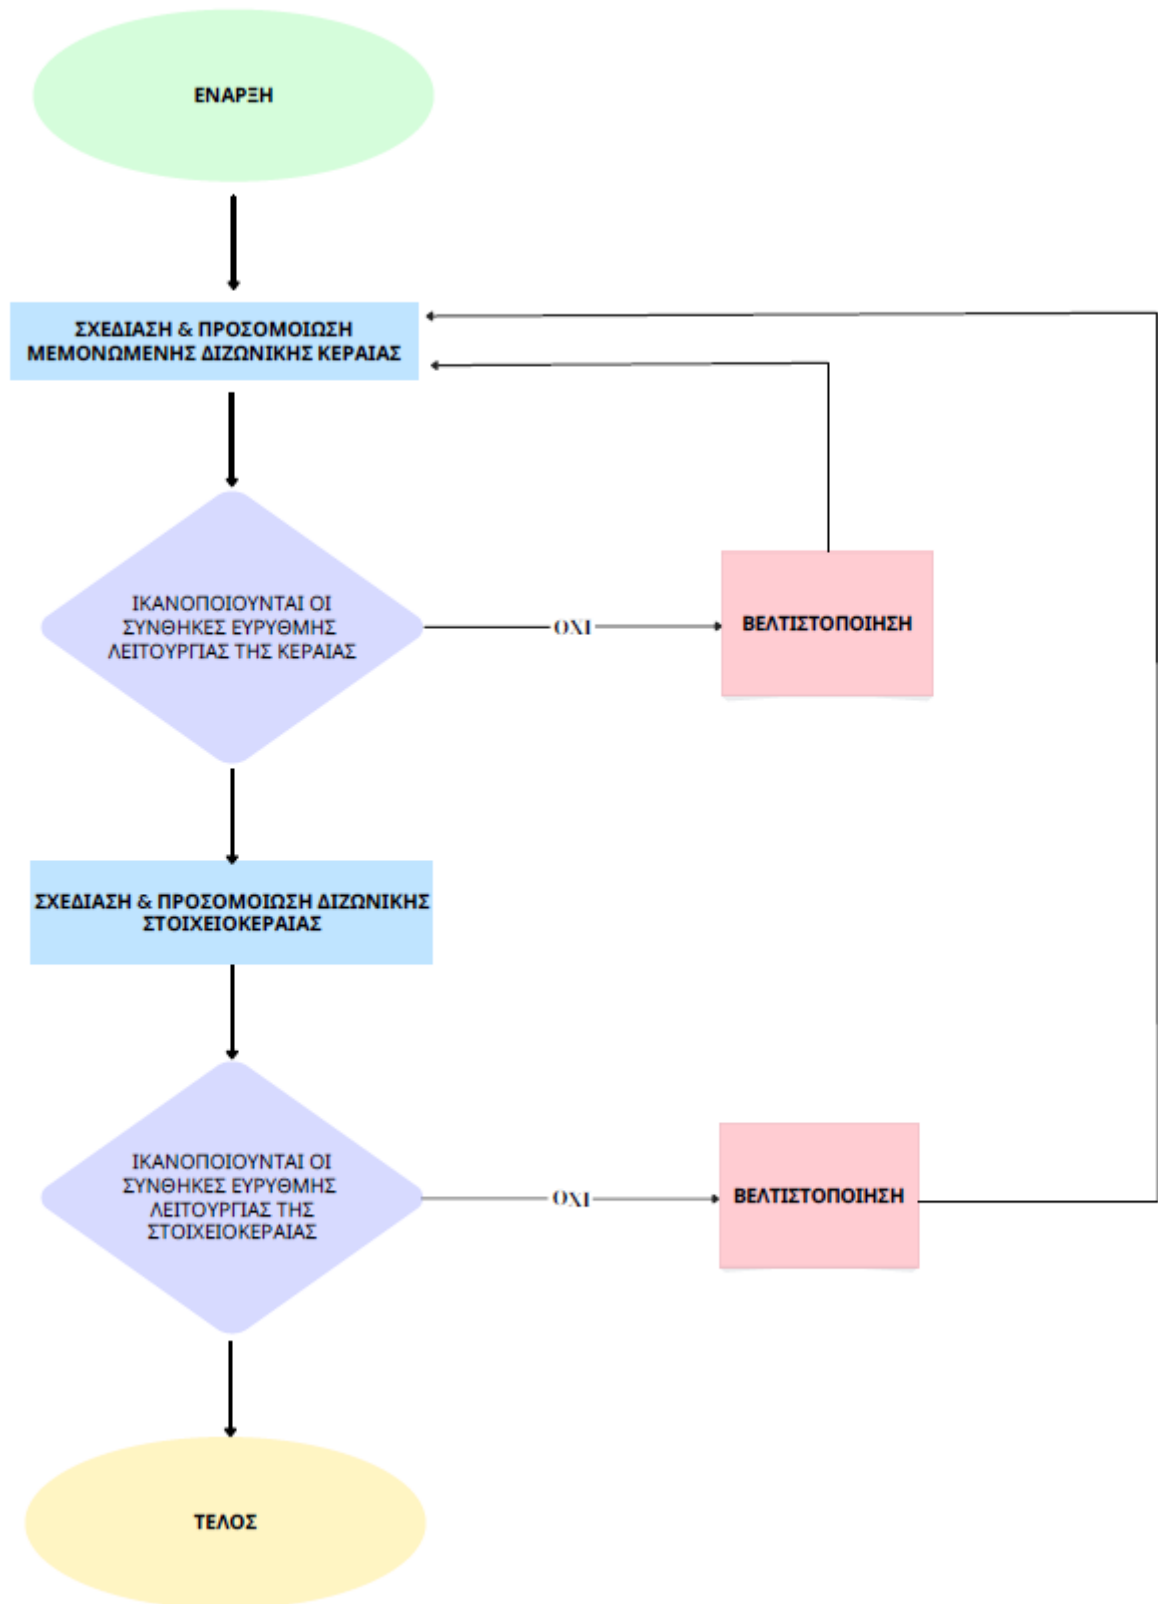 ΕΝΑΡΞΗ
ΣΧΕΔΙΑΣΗ & ΠΡΟΣΟΜΟΙΩΣΗ
ΜΕΜΟΝΩΜΕΝΗΣ ΔΙΖΩΝΙΚΗΣ ΚΕΡΑΙΑΣ
ΙΚΑΝΟΠΟΙΟΥΝΤΑΙ ΟΙ
ΣΥΝΘΗΚΕΣ ΕΥΡΥΘΜΗΣ
ΛΕΙΤΟΥΡΓΙΑΣ ΤΗΣ ΚΕΡΑΙΑΣ
ΟΧΙ
ΒΕΛΤΙΣΤΟΠΟΙΗΣΗ
ΣΧΕΔΙΑΣΗ & ΠΡΟΣΟΜΟΙΩΣΗ ΔΙΖΩΝΙΚΗΣ
ΣΤΟΙΧΕΙΟΚΕΡΑΙΑΣ
ΙΚΑΝΟΠΟΙΟΥΝΤΑΙ ΟΙ
ΣΥΝΘΗΚΕΣ ΕΥΡΥΘΜΗΣ
ΛΕΙΤΟΥΡΓΙΑΣ ΤΗΣ
ΣΤΟΙΧΕΙΟΚΕΡΑΙΑΣ
ΟΧΙ
ΒΕΛΤΙΣΤΟΠΟΙΗΣΗ
ΤΕΛΟΣ